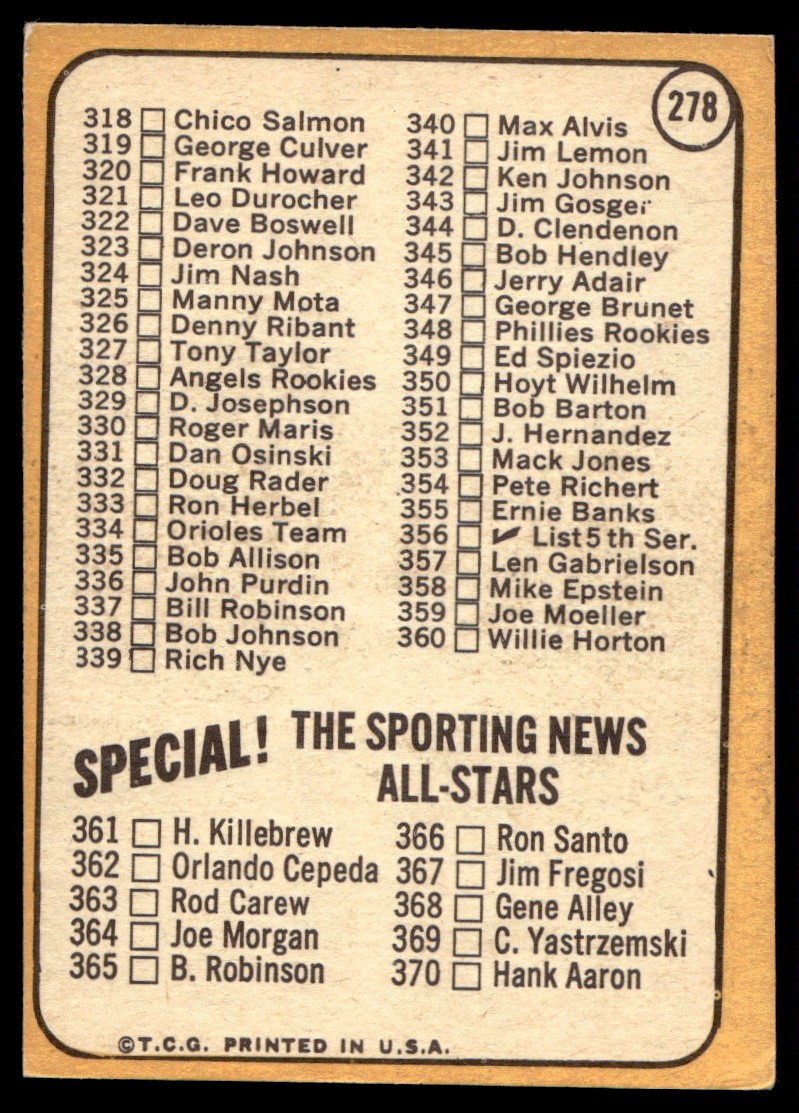 278
318 Chico Salmon
319 George Culver
320 Frank Howard
321 Leo Durocher
322 Dave Boswell
323 Deron Johnson
324 Jim Nash
325 Manny Mota
326 Denny Ribant
327 Tony Taylor
328 Angels Rookies
329 D. Josephson
330 Roger Maris
331 Dan Osinski
332 Doug Rader
333 Ron Herbel
334 Orioles Team
335 Bob Allison
336 John Purdin
337 Bill Robinson
338 Bob Johnson
339 Rich Nye
340 Max Alvis
341 Jim Lemon
342 Ken Johnson
343 Jim Gosger
344 D. Clendenon
345 Bob Hendley
346 Jerry Adair
347 George Brunet
348 Phillies Rookies
349 Ed Spiezio
350 Hoyt Wilhelm
351 Bob Barton
352 J. Hernandez
353 Mack Jones
354 Pete Richert
355 Ernie Banks
356 ✔ List 5th Ser.
357 Len Gabrielson
358 Mike Epstein
359 Joe Moeller
360 Willie Horton
SPECIAL! THE SPORTING NEWS
ALL-STARS
361 H. Killebrew
362 Orlando Cepeda
363 Rod Carew
364 Joe Morgan
365 B. Robinson
366 Ron Santo
367 Jim Fregosi
368 Gene Alley
369 C. Yastrzemski
370 Hank Aaron
©T.C.G. PRINTED IN U.S.A.